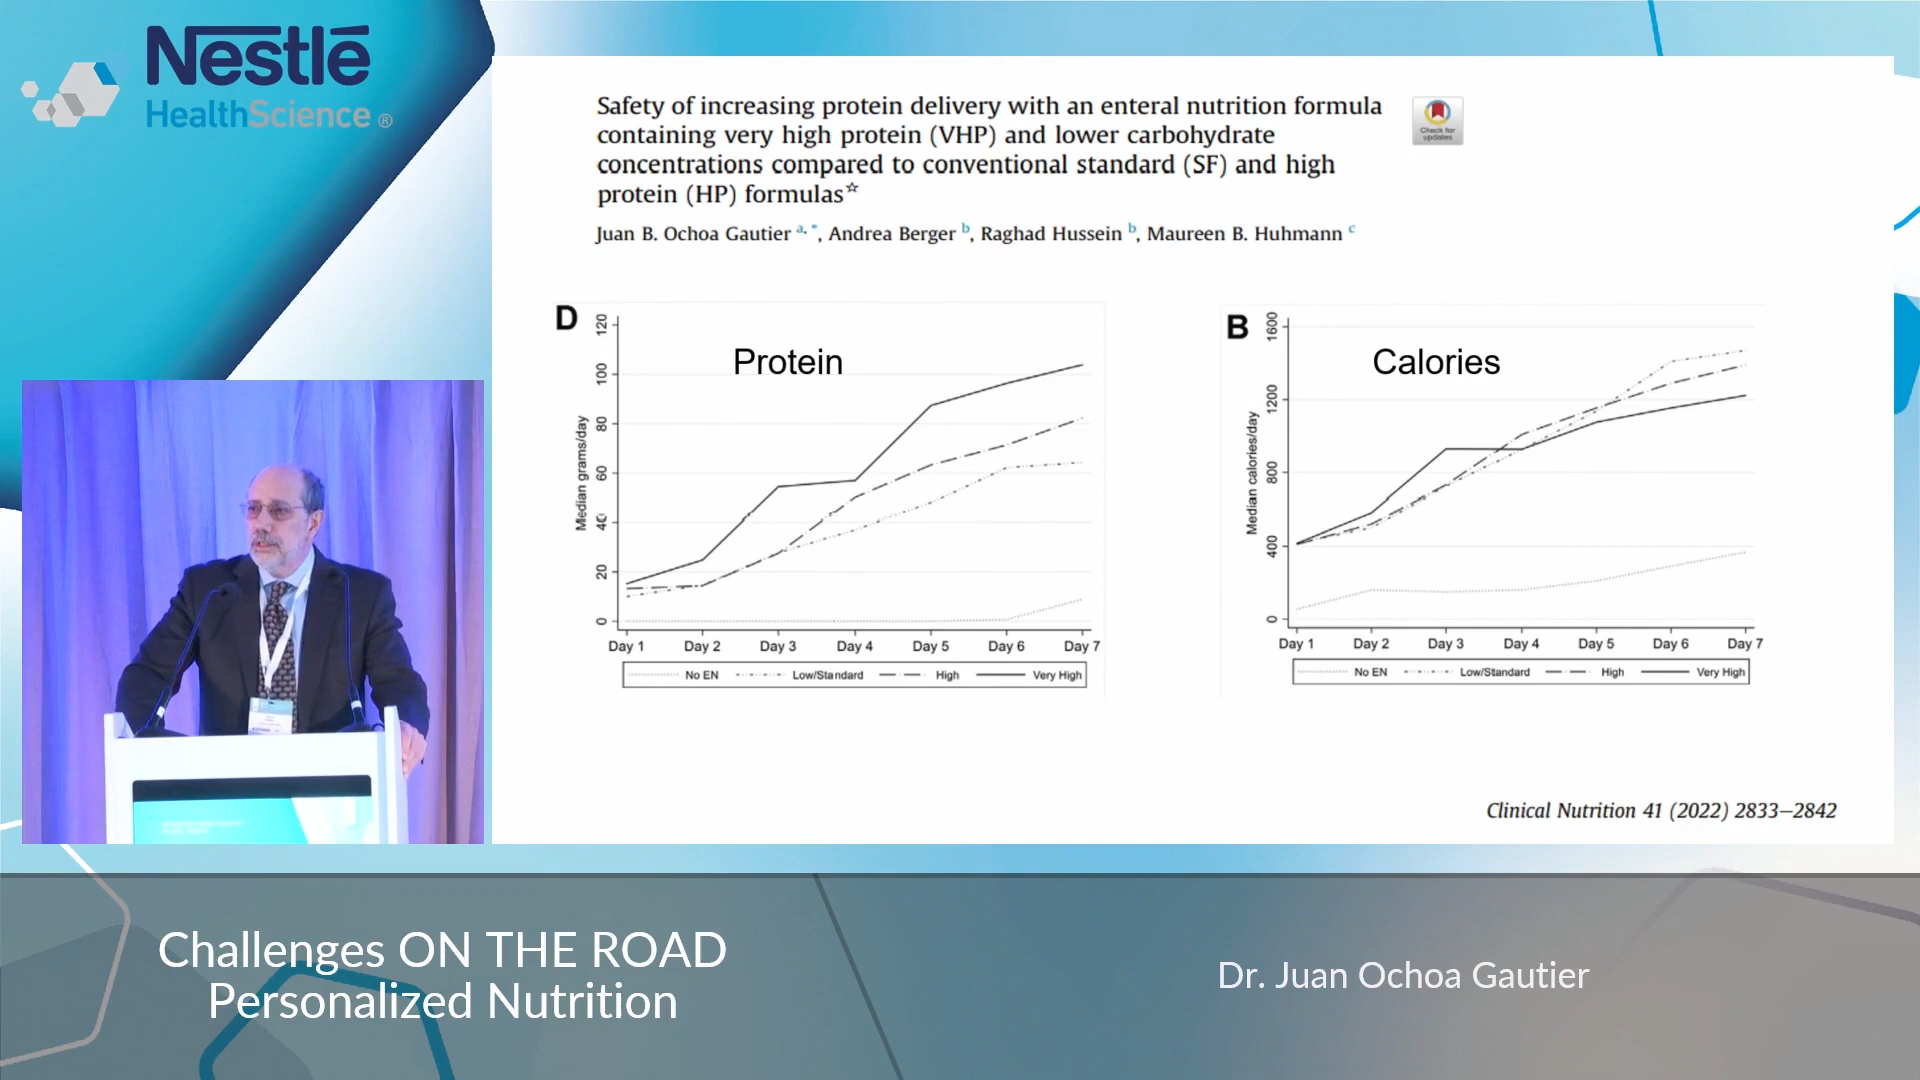 Nestlé
HealthScience ®
Safety of increasing protein delivery with an enteral nutrition formula
containing very high protein (VHP) and lower carbohydrate
concentrations compared to conventional standard (SF) and high
protein (HP) formulas☆
Check for
updates
Juan B. Ochoa Gautier a, *, Andrea Berger b, Raghad Hussein b, Maureen B. Huhmann c
D
Protein
Median grams/day
120
100
80
60
40
20
0
Day 1 Day 2 Day 3 Day 4 Day 5 Day 6 Day 7
No EN Low/Standard High Very High
B
Calories
Median calories/day
1600
1200
800
400
0
Day 1 Day 2 Day 3 Day 4 Day 5 Day 6 Day 7
No EN Low/Standard High Very High
Clinical Nutrition 41 (2022) 2833–2842
Challenges ON THE ROAD
Personalized Nutrition
Dr. Juan Ochoa Gautier